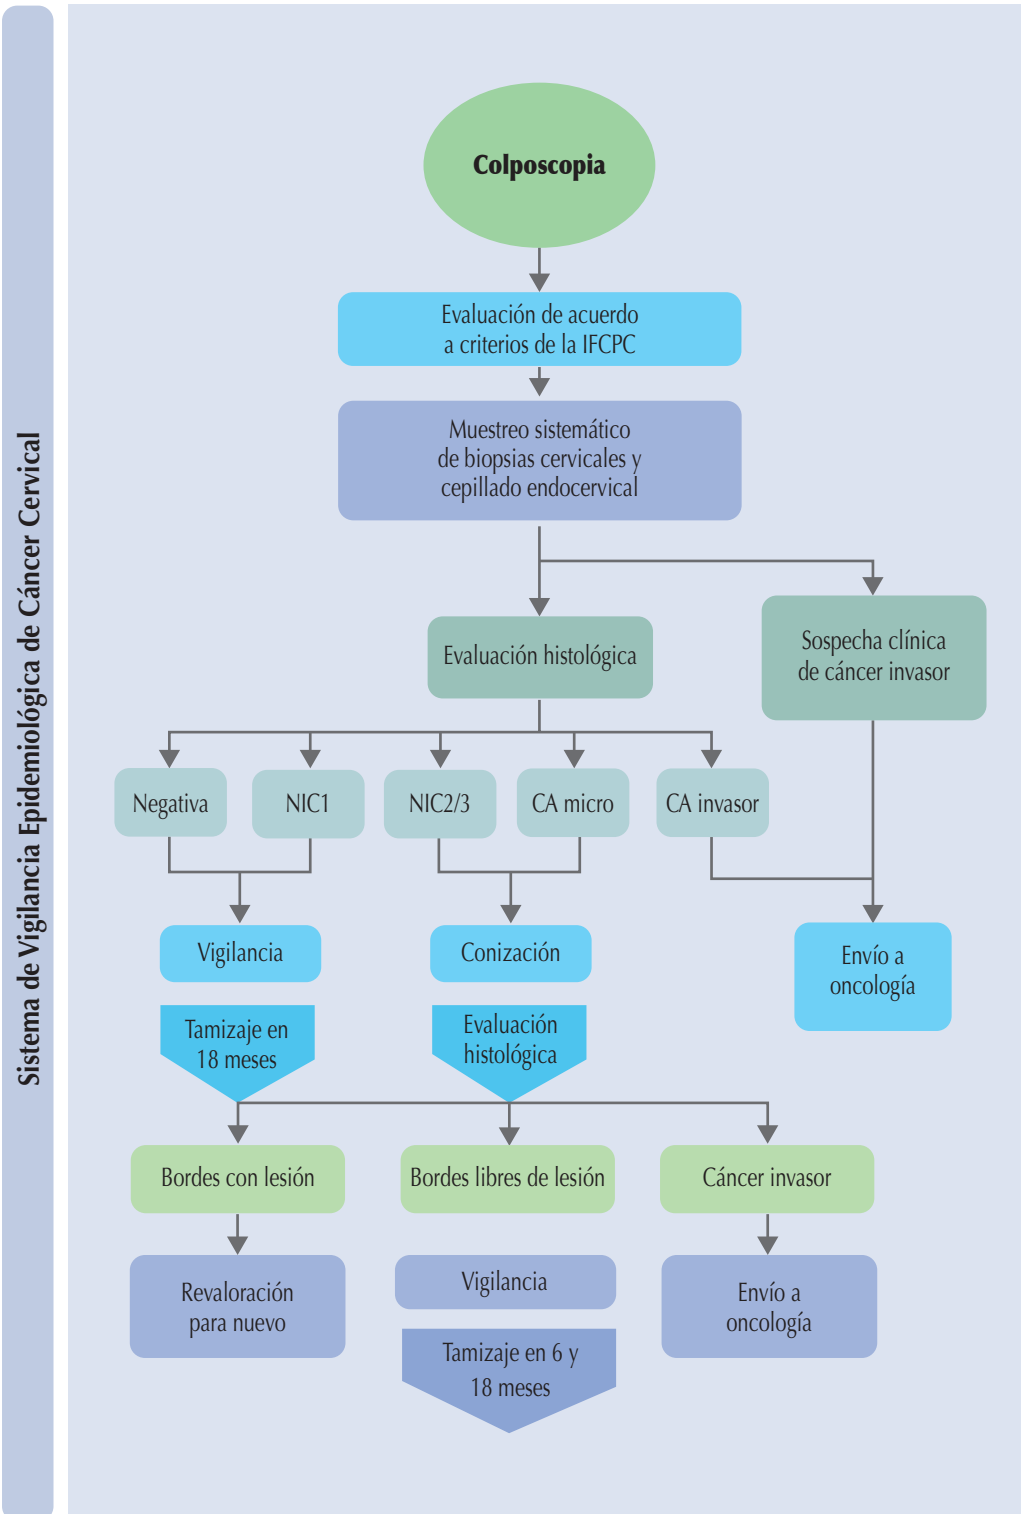 Sistema de Vigilancia Epidemiológica de Cáncer Cervical
Colposcopia
Evaluación de acuerdo
a criterios de la IFCPC
Muestreo sistemático
de biopsias cervicales y
cepillado endocervical
Evaluación histológica
Sospecha clínica
de cáncer invasor
Negativa
NIC1
NIC2/3
CA micro
CA invasor
Vigilancia
Conización
Envío a
oncología
Tamizaje en
18 meses
Evaluación
histológica
Bordes con lesión
Bordes libres de lesión
Cáncer invasor
Revaloración
para nuevo
Vigilancia
Envío a
oncología
Tamizaje en 6 y
18 meses